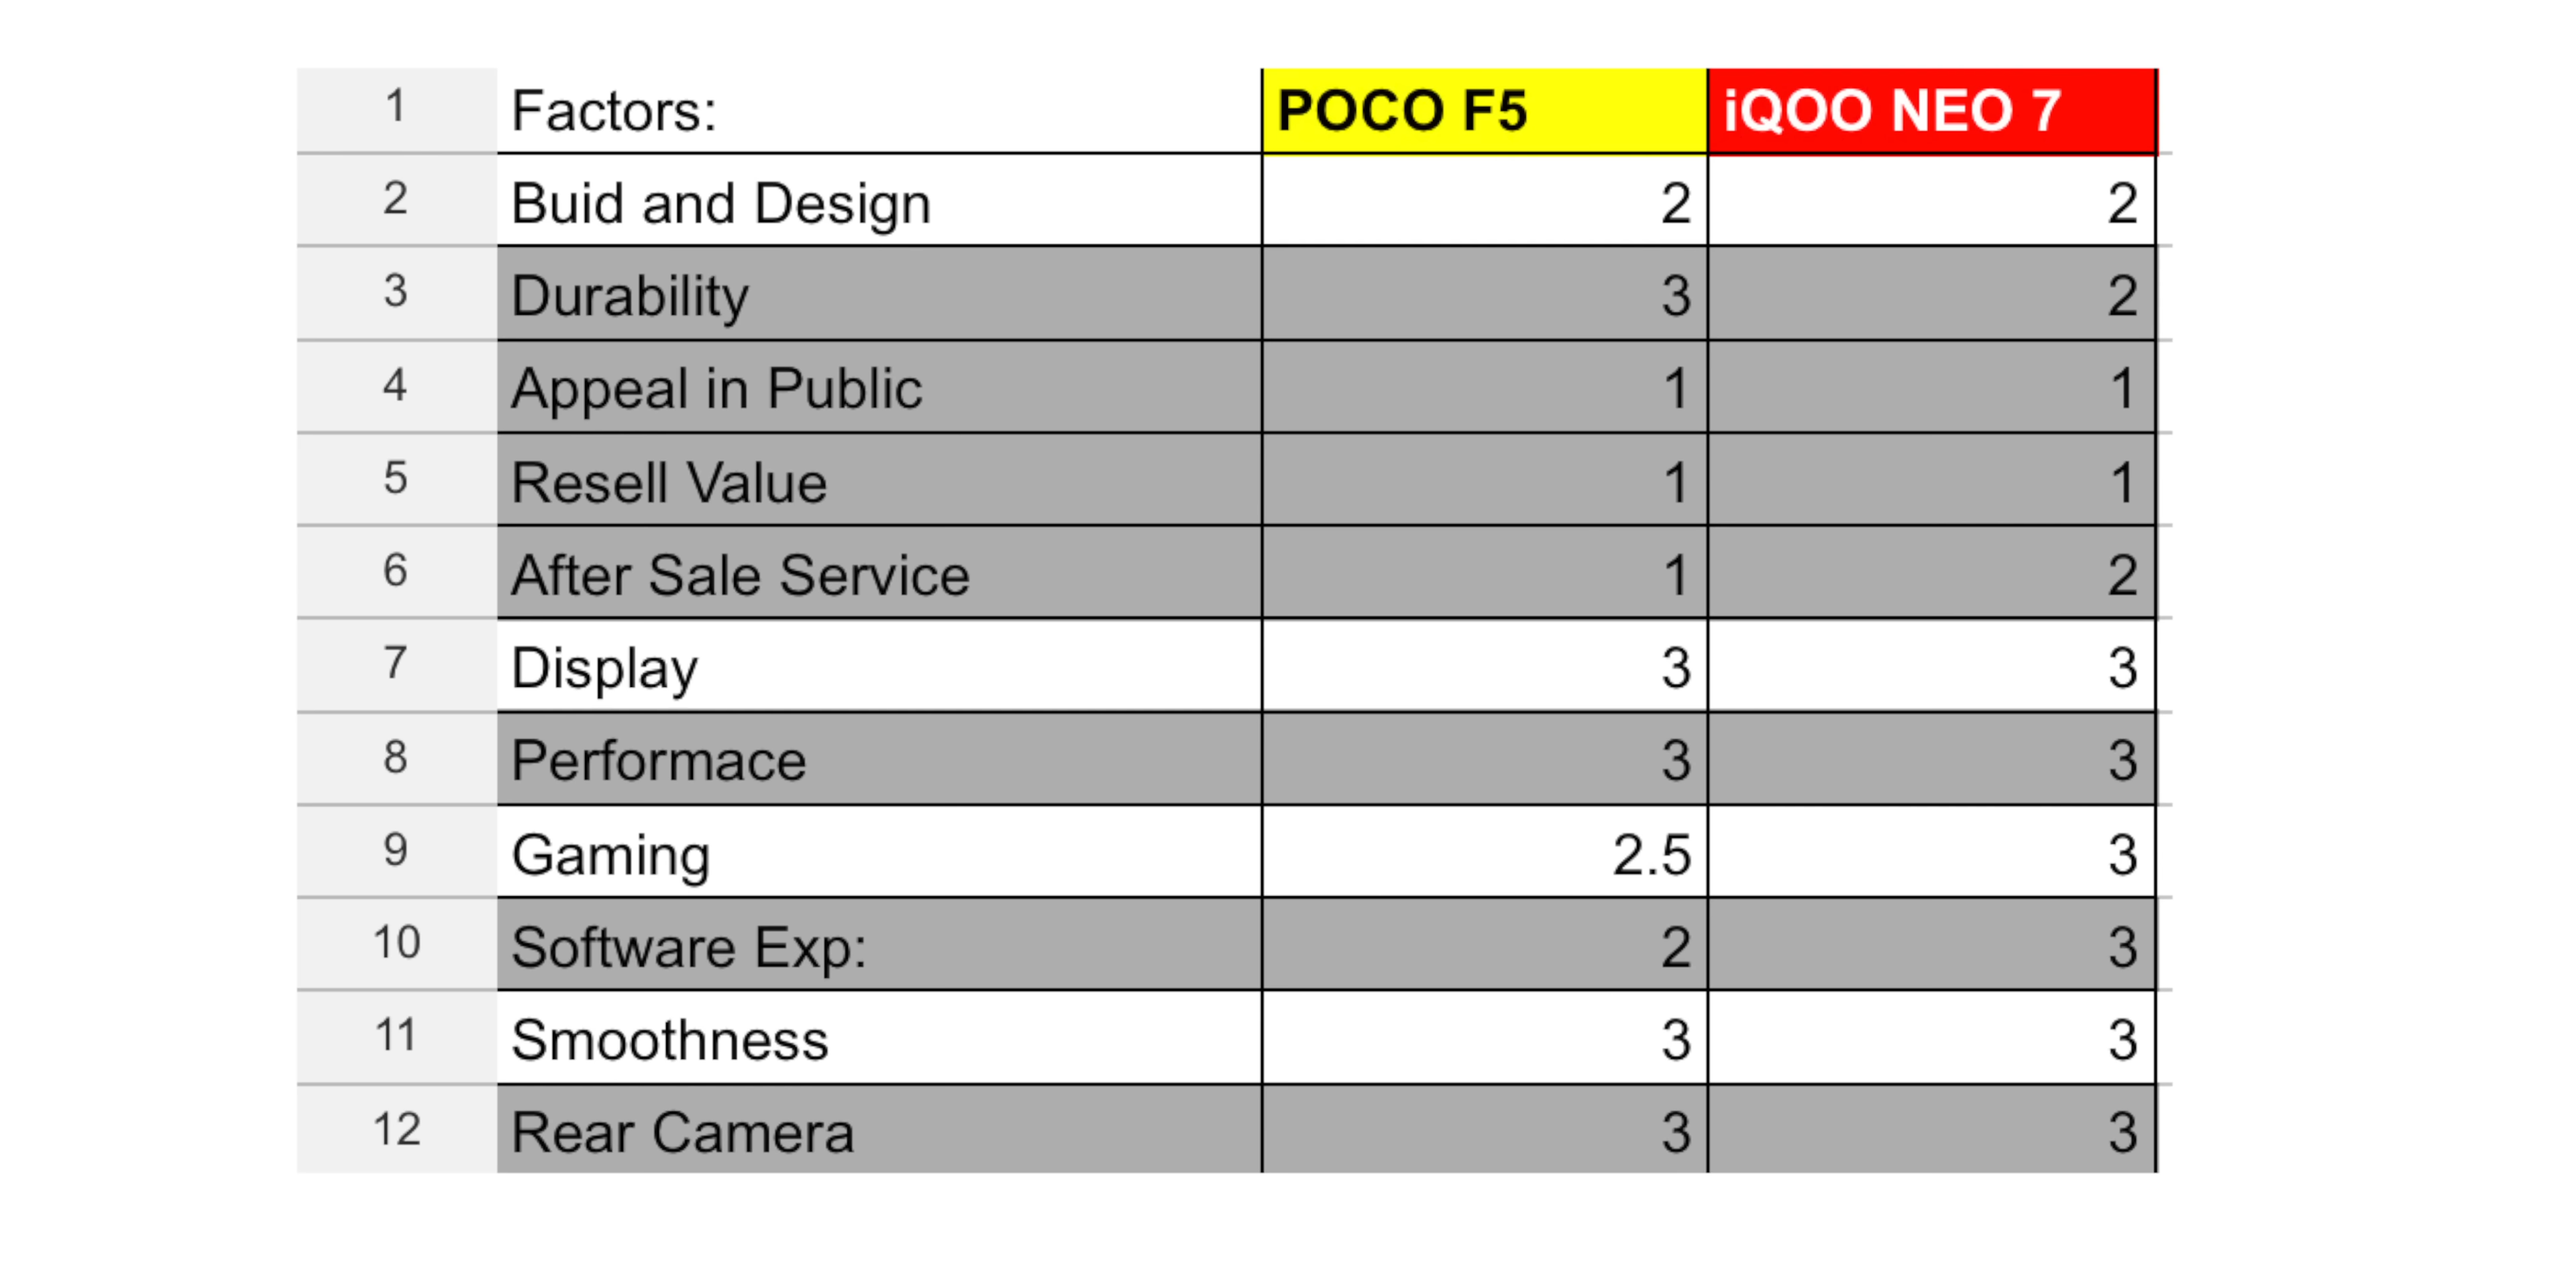 1 Factors: POCO F5 iQOO NEO 7
2 Buid and Design 2 2
3 Durability 3 2
4 Appeal in Public 1 1
5 Resell Value 1 1
6 After Sale Service 1 2
7 Display 3 3
8 Performace 3 3
9 Gaming 2.5 3
10 Software Exp: 2 3
11 Smoothness 3 3
12 Rear Camera 3 3